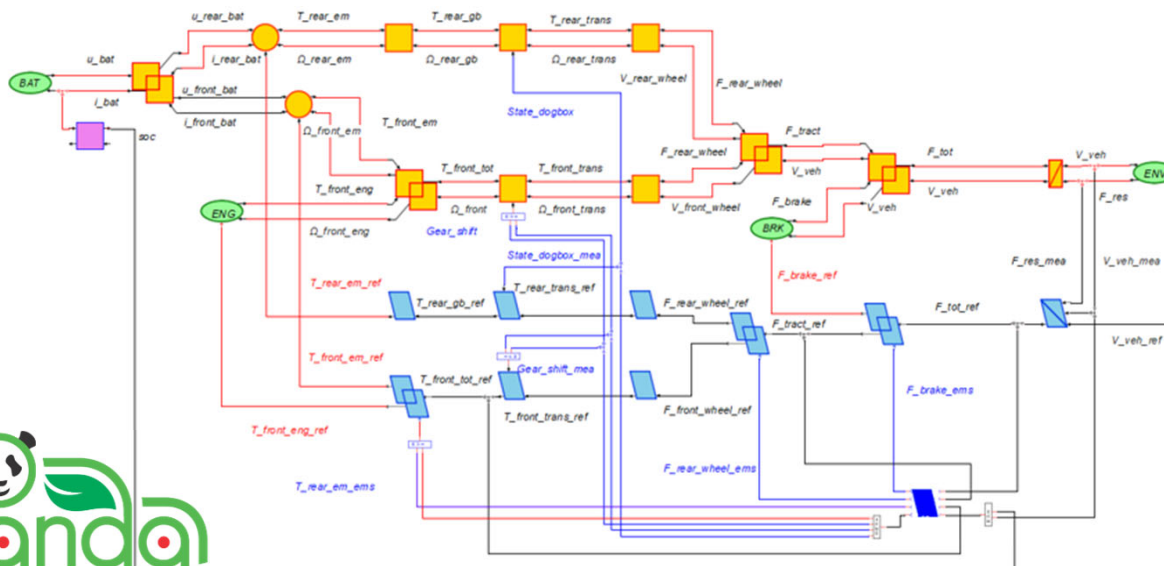 u_rear_bat
T_rear_em
T_rear_gb
T_rear_trans
u_bat
i_rear_bat
Ω_rear_em
Ω_rear_gb
Ω_rear_trans
BAT
V_rear_wheel
F_rear_wheel
i_bat
u_front_bat
i_front_bat
State_dogbox
soc
Ω_front_em
T_front_em
F_tract
F_rear_wheel
F_tot
V_veh
T_front_eng
T_front_tot
T_front_trans
V_veh
ENV
V_veh
F_res
ENG
Ω_front
Ω_front_trans
V_front_wheel
F_brake
V_veh
Ω_front_eng
Gear_shift
BRK
State_dogbox_mea
F_res_mea
V_veh_mea
T_rear_em_ref
T_rear_gb_ref
T_rear_trans_ref
F_rear_wheel_ref
F_brake_ref
F_tract_ref
F_tot_ref
V_veh_ref
T_front_em_ref
Gear_shift_mea
T_front_tot_ref
T_front_trans_ref
F_front_wheel_ref
F_brake_ems
T_front_eng_ref
F_rear_wheel_ems
T_rear_em_ems
anda